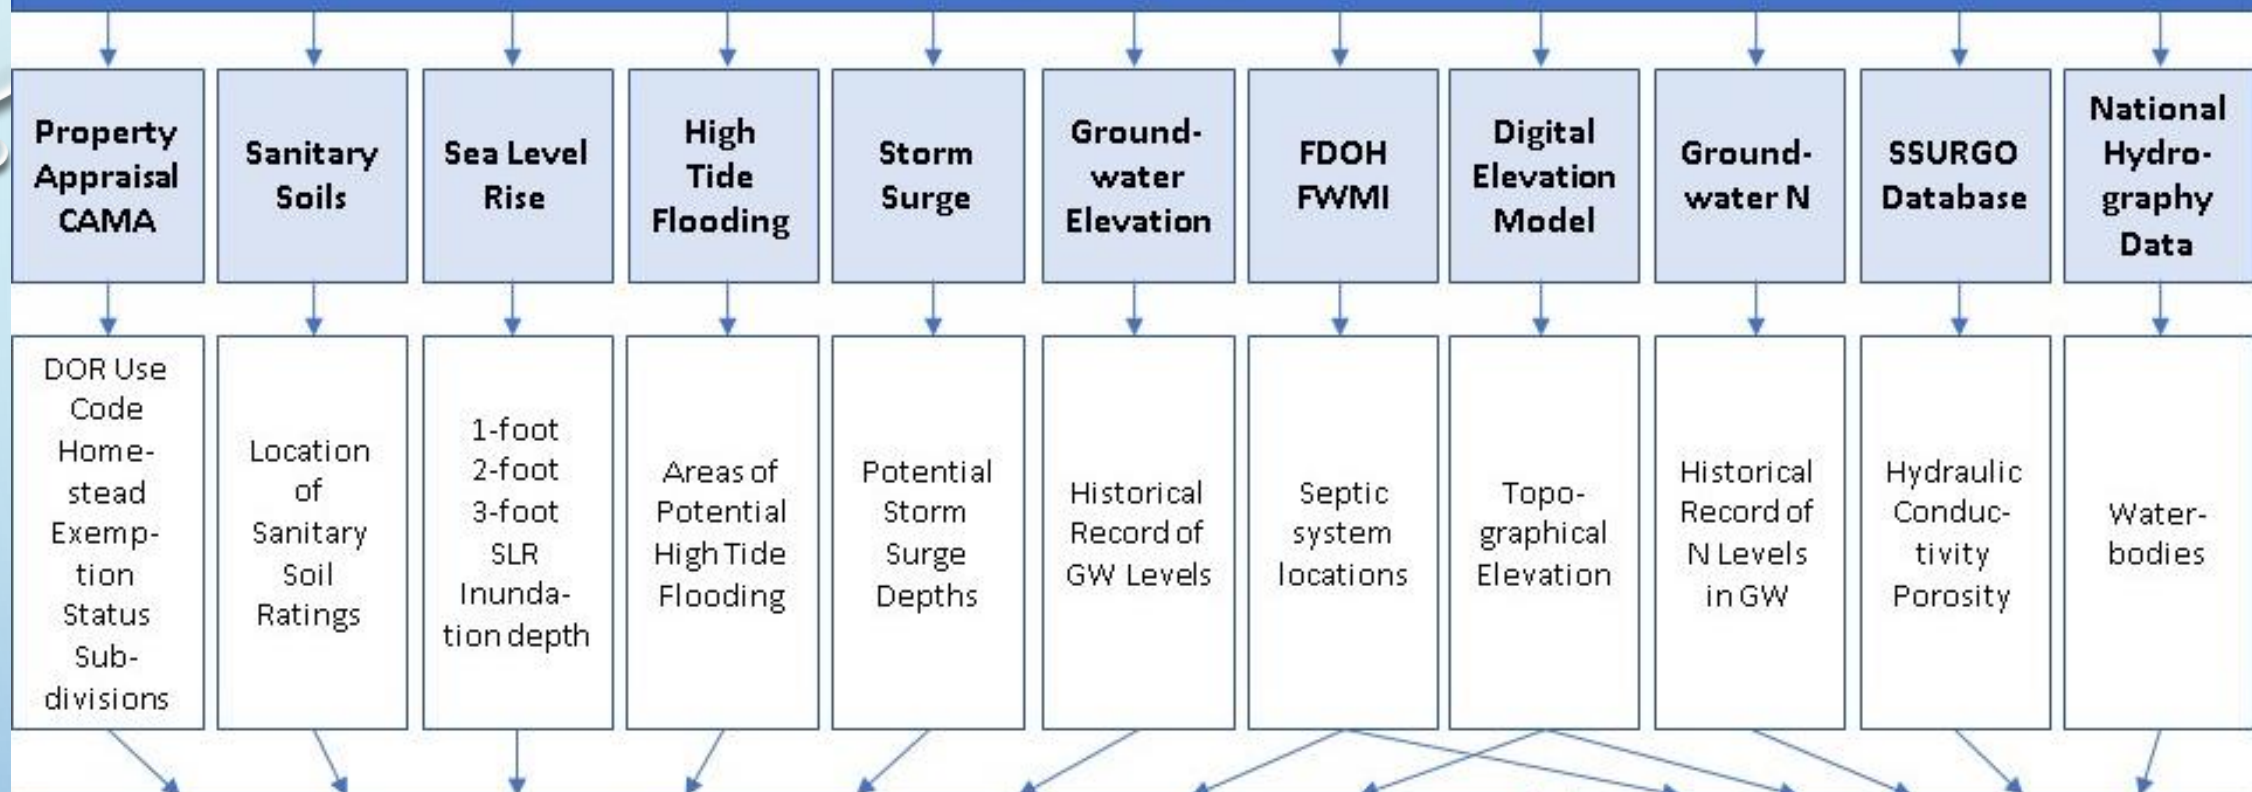 Property
Appraisal
CAMA
Sanitary
Soils
Sea Level
Rise
High
Tide
Flooding
Storm
Surge
Ground-
water
Elevation
FDOH
FWMI
Digital
Elevation
Model
Ground-
water N
SSURGO
Database
National
Hydro-
graphy
Data
DOR Use
Code
Home-
stead
Exemp-
tion
Status
Sub-
divisions
Location
of
Sanitary
Soil
Ratings
1-foot
2-foot
3-foot
SLR
Inunda-
tion depth
Areas of
Potential
High Tide
Flooding
Potential
Storm
Surge
Depths
Historical
Record of
GW Levels
Septic
system
locations
Topo-
graphical
Elevation
Historical
Record of
N Levels
in GW
Hydraulic
Conduc-
tivity
Porosity
Water-
bodies